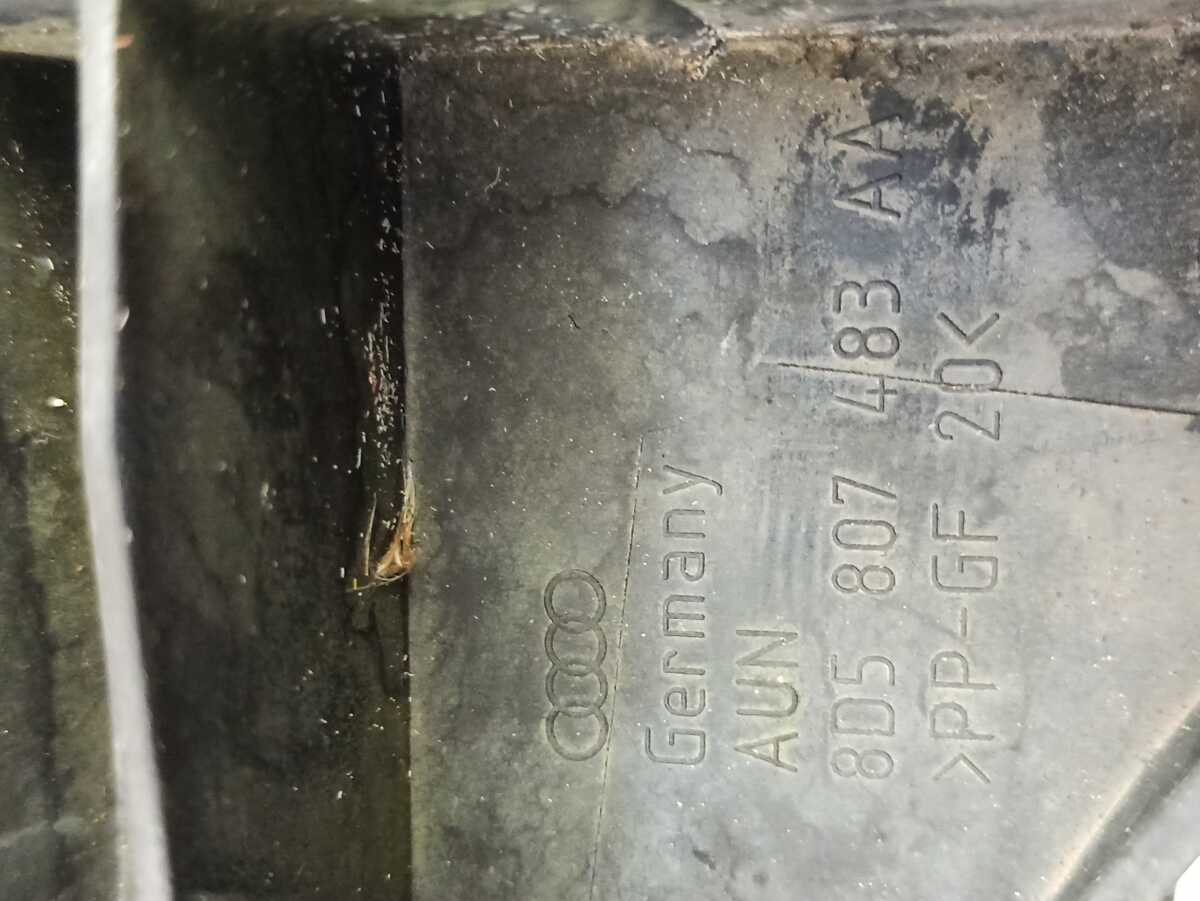 Germany
AUN
8D5 807 483 AA
>PP-GF 20<